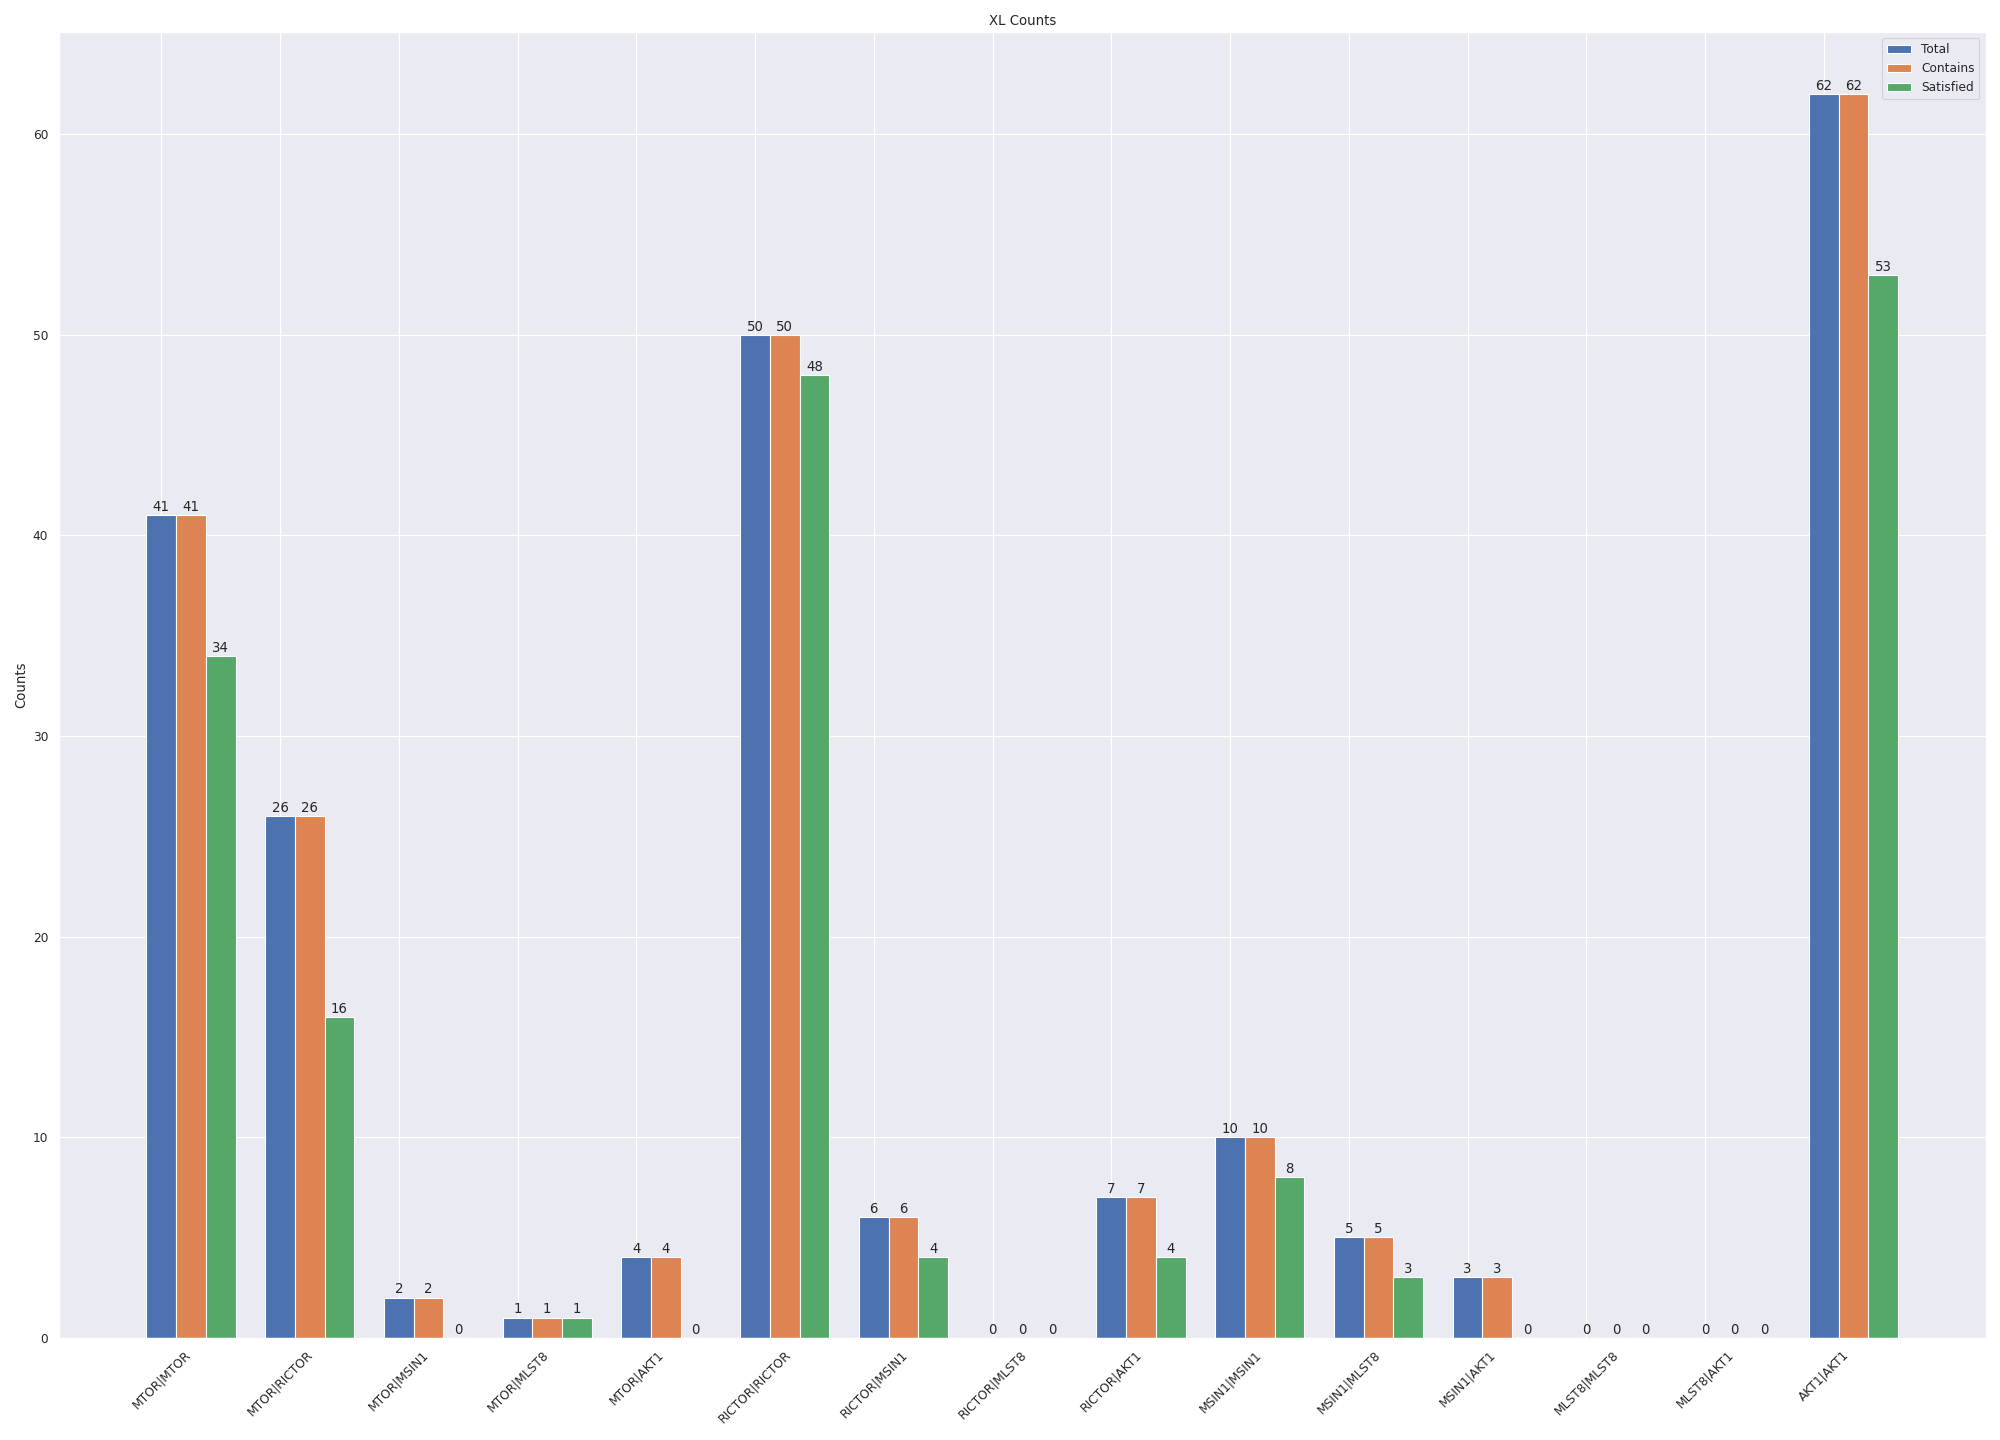 XL Counts
Total
Contains
Satisfied
62 62
60
53
50 50
50
48
41 41
40
34
Counts
30
26 26
20
16
10 10
10
8
7 7
6 6
5 5
4 4
4
4
3 3
3
2 2
1 1 1
0
0
0
0 0 0
0
0 0 0
0 0 0
MTOR|MTOR
MTOR|RICTOR
MTOR|MSIN1
MTOR|MLST8
MTOR|AKT1
RICTOR|RICTOR
RICTOR|MSIN1
RICTOR|MLST8
RICTOR|AKT1
MSIN1|MSIN1
MSIN1|MLST8
MSIN1|AKT1
MLST8|MLST8
MLST8|AKT1
AKT1|AKT1